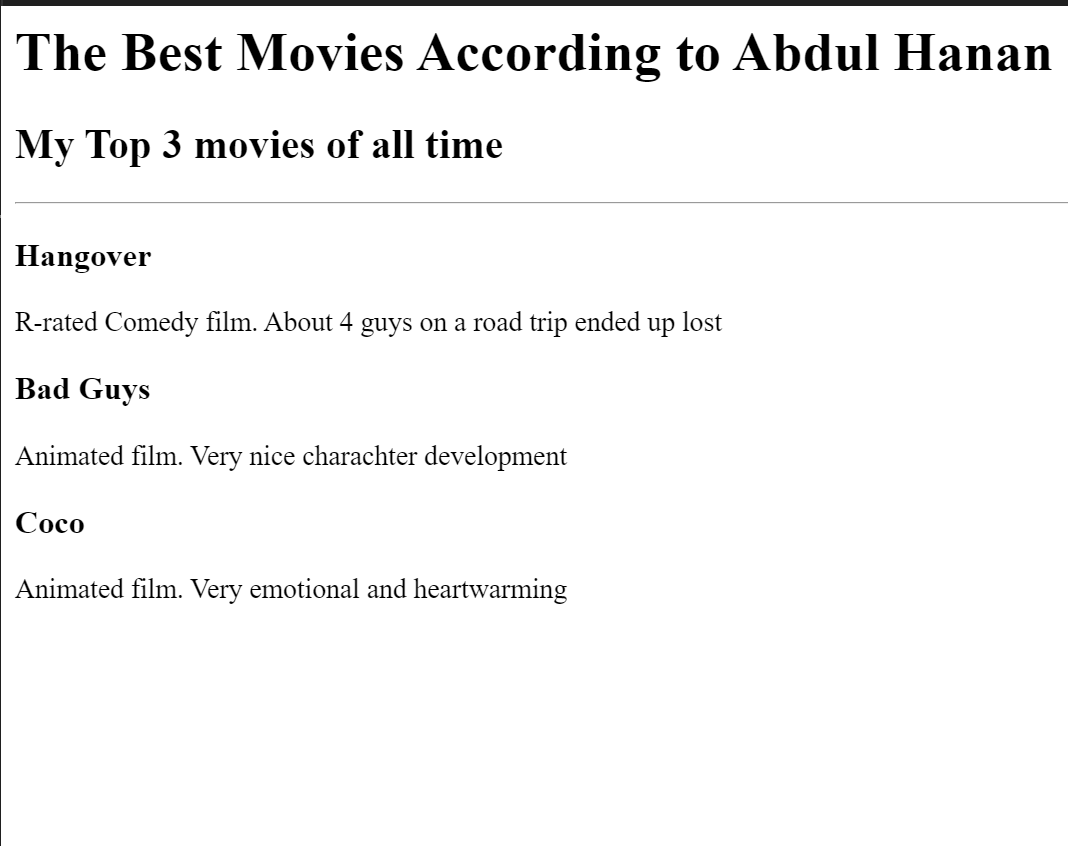 The Best Movies According to Abdul Hanan
My Top 3 movies of all time
Hangover
R-rated Comedy film. About 4 guys on a road trip ended up lost
Bad Guys
Animated film. Very nice charachter development
Coco
Animated film. Very emotional and heartwarming